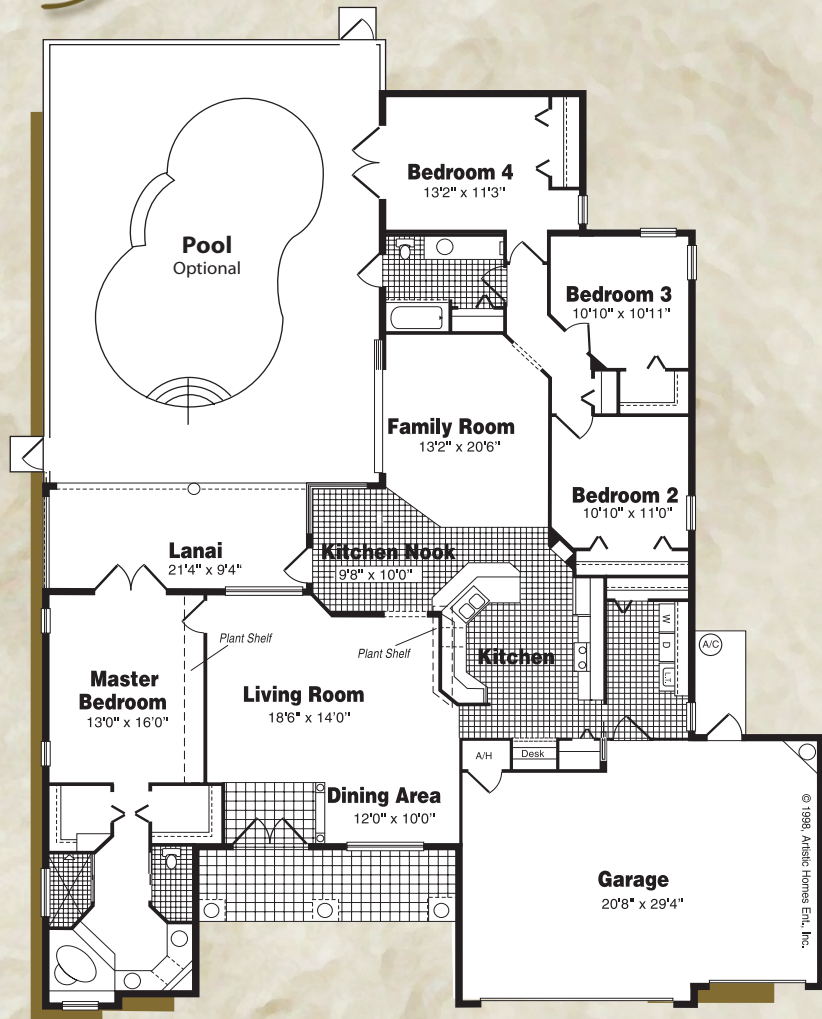 Bedroom 4
13'2" x 11'3"
Pool
Optional
Bedroom 3
10'10" x 10'11"
Family Room
13'2" x 20'6"
Bedroom 2
10'10" x 11'0"
Lanai
21'4" x 9'4"
Kitchen Nook
9'8" x 10'0"
Plant Shelf
Plant Shelf
Kitchen
W
D
L.T.
A/C
Master
Bedroom
13'0" x 16'0"
Living Room
18'6" x 14'0"
A/H
Desk
Dining Area
12'0" x 10'0"
Garage
20'8" x 29'4"
© 1998, Artistic Homes Ent., Inc.